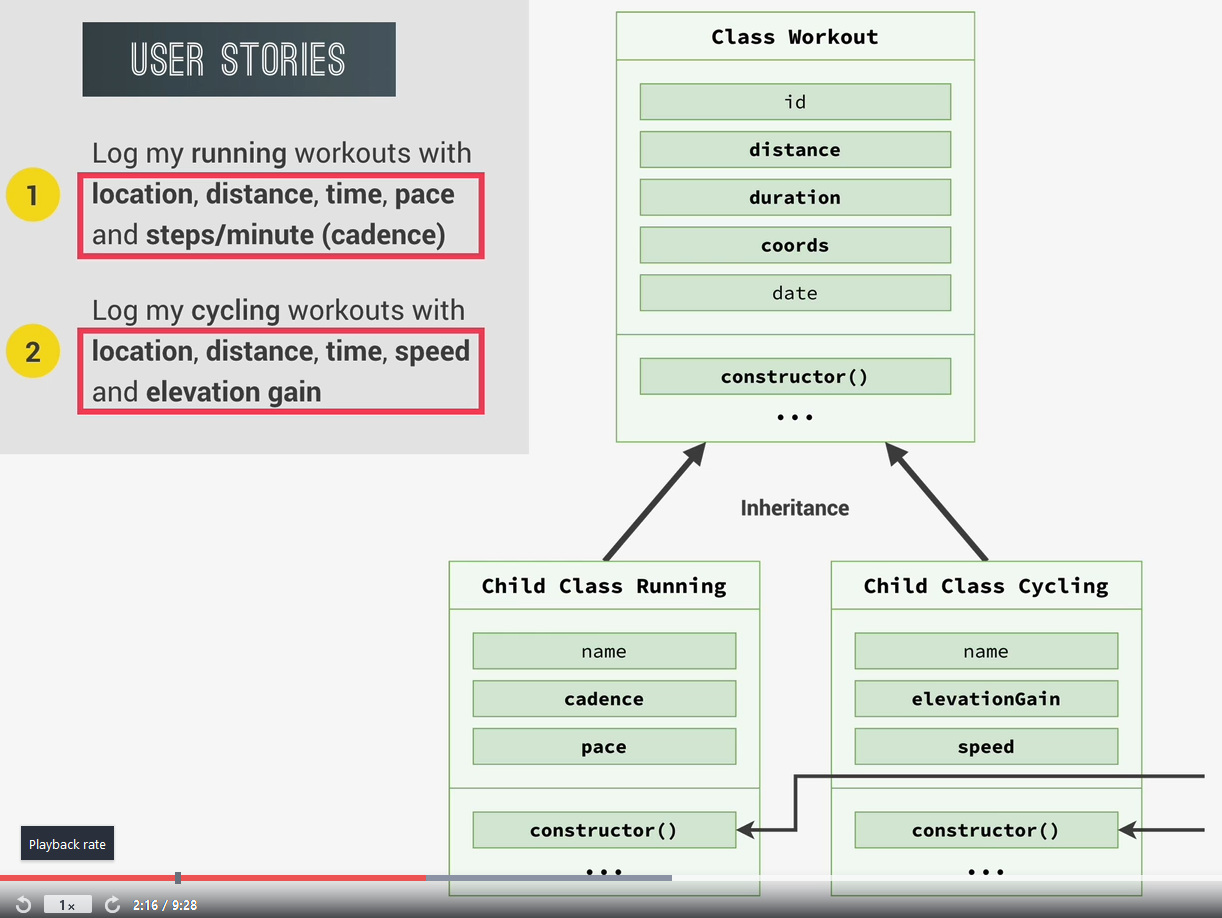 USER STORIES
1
Log my running workouts with
location, distance, time, pace
and steps/minute (cadence)
2
Log my cycling workouts with
location, distance, time, speed
and elevation gain
Class Workout
id
distance
duration
coords
date
constructor()
...
Inheritance
Child Class Running
name
cadence
pace
constructor()
...
Child Class Cycling
name
elevationGain
speed
constructor()
...
Playback rate
1x
2:16 / 9:28